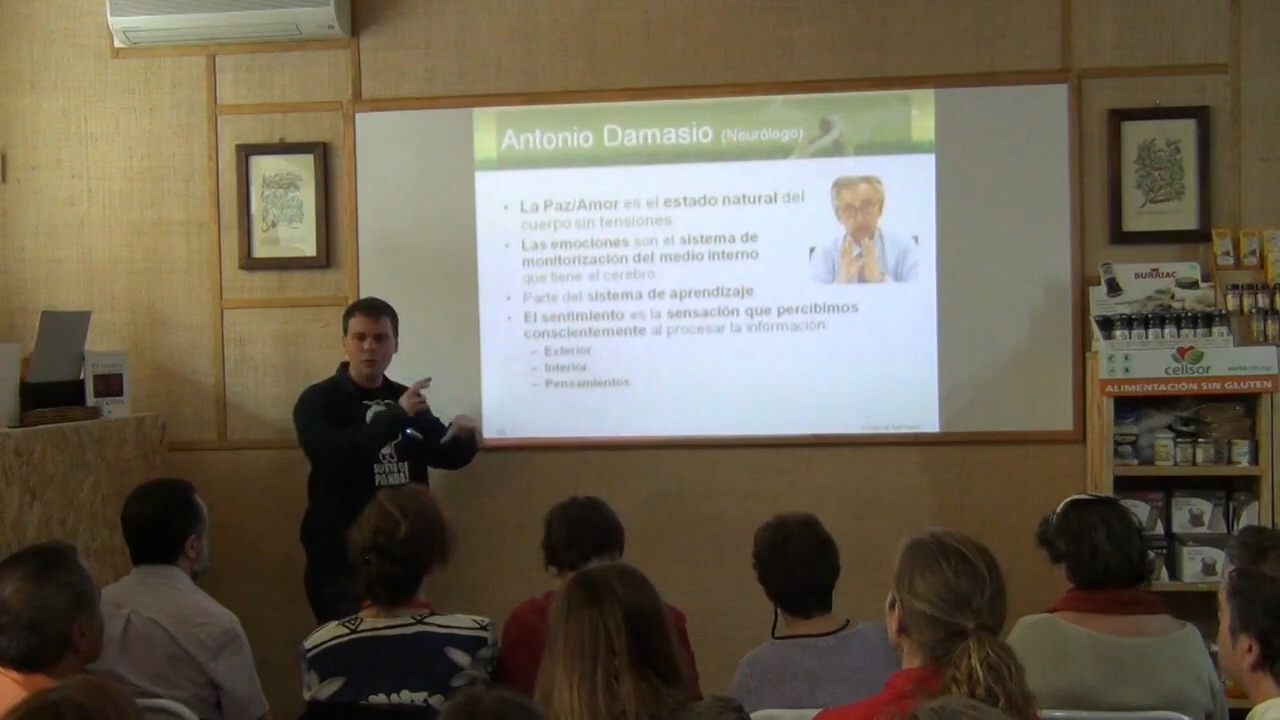 Antonio Damasio (Neurólogo)
• La Paz/Amor es el estado natural del
cuerpo sin tensiones.
• Las emociones son el sistema de
monitorización del medio interno
que tiene el cerebro.
• Parte del sistema de aprendizaje
• El sentimiento es la sensación que percibimos
conscientemente al procesar la información:
– Exterior
– Interior
– Pensamientos
PANDA!
BURRIAC
celisor
ALIMENTACIÓN SIN GLUTEN